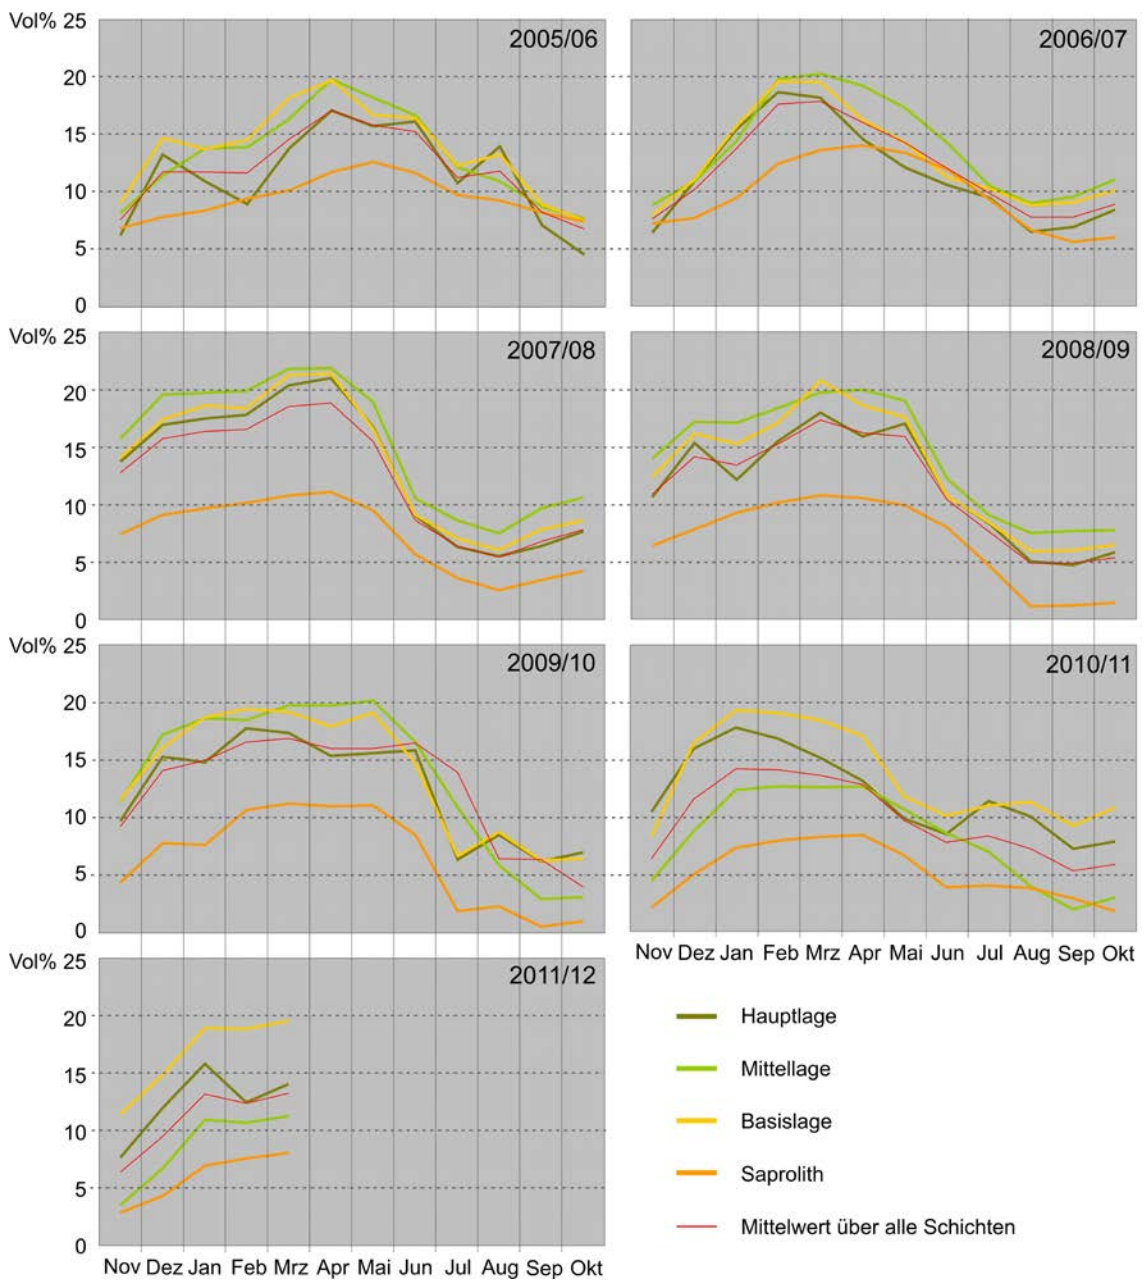 Vol% 25
20
15
10
5
0
2005/06
2006/07
Vol% 25
20
15
10
5
0
2007/08
2008/09
Vol% 25
20
15
10
5
0
2009/10
2010/11
Nov Dez Jan Feb Mrz Apr Mai Jun Jul Aug Sep Okt
Vol% 25
20
15
10
5
0
2011/12
Nov Dez Jan Feb Mrz Apr Mai Jun Jul Aug Sep Okt
Hauptlage
Mittellage
Basislage
Saprolith
Mittelwert über alle Schichten